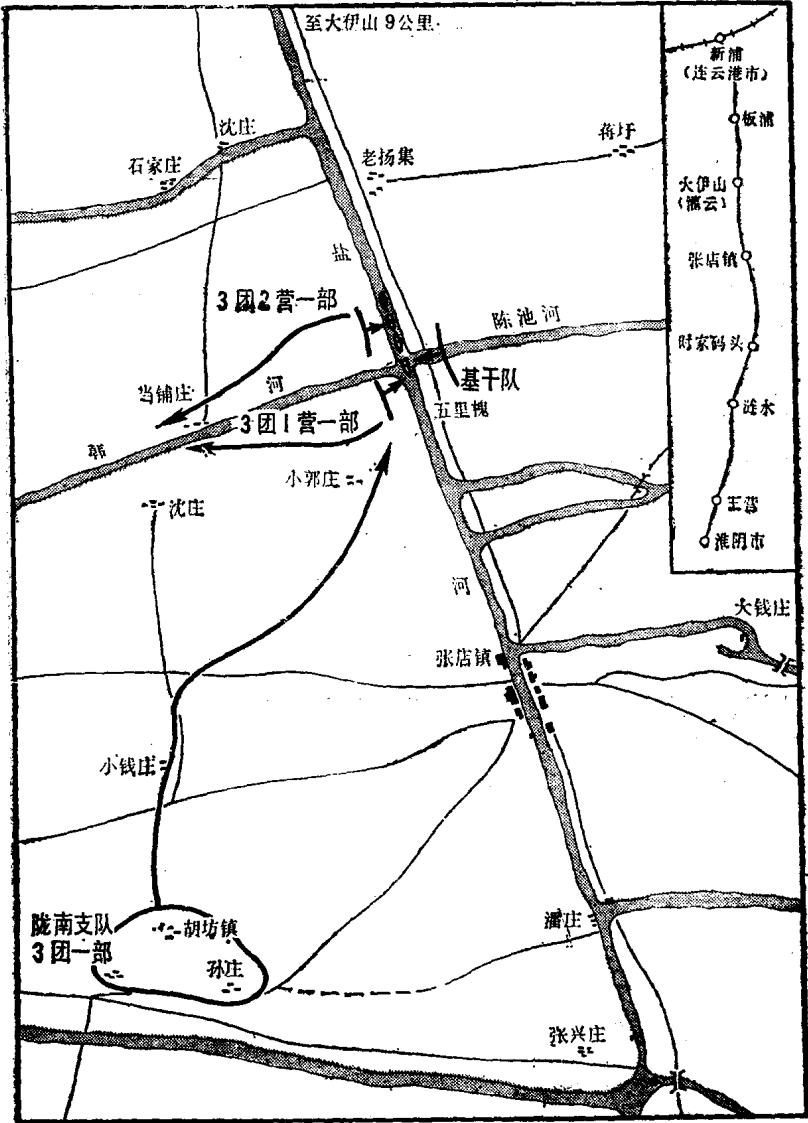 至大伊山9公里
新浦
(连云港市)
板浦
大伊山
(灌云)
张店镇
时家码头
涟水
王营
淮阴市
沈庄
石家庄
老扬集
蒋圩
盐
3团2营一部
陈池河
当铺庄
河
基干队
五里槐
3团1营一部
韩
小郭庄
沈庄
河
大钱庄
张店镇
小钱庄
陇南支队
3团一部
胡坊镇
孙庄
潘庄
张兴庄